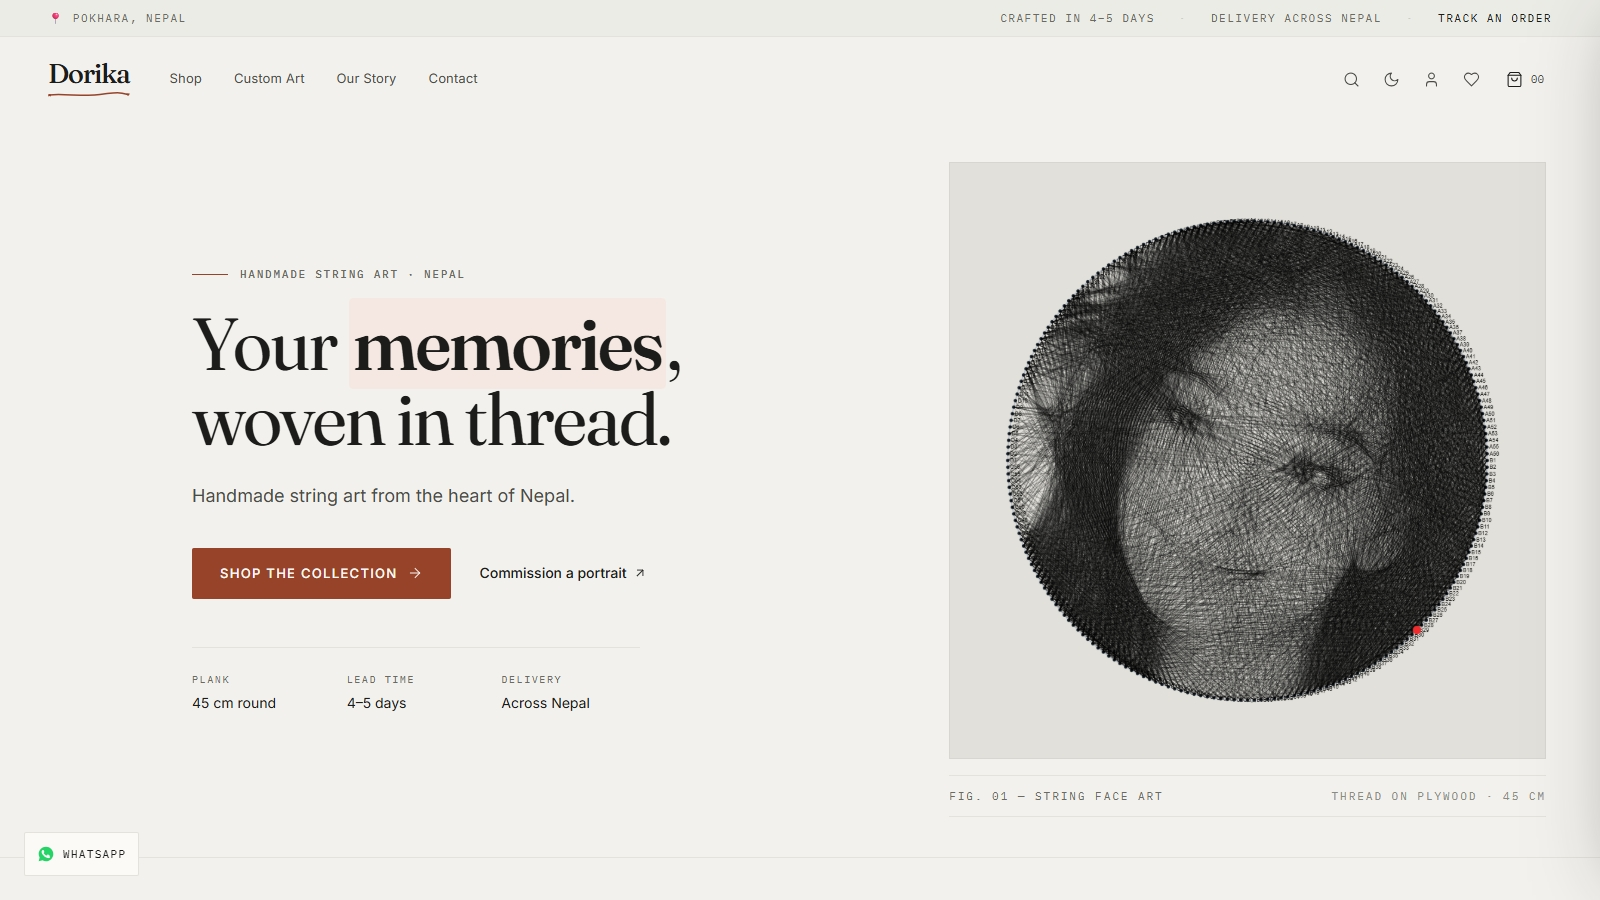 POKHARA, NEPAL
CRAFTED IN 4–5 DAYS · DELIVERY ACROSS NEPAL · TRACK AN ORDER
Dorika
Shop Custom Art Our Story Contact
00
HANDMADE STRING ART · NEPAL
Your memories,
woven in thread.
Handmade string art from the heart of Nepal.
SHOP THE COLLECTION → Commission a portrait ↗
PLANK LEAD TIME DELIVERY
45 cm round 4–5 days Across Nepal
FIG. 01 — STRING FACE ART THREAD ON PLYWOOD · 45 CM
WHATSAPP